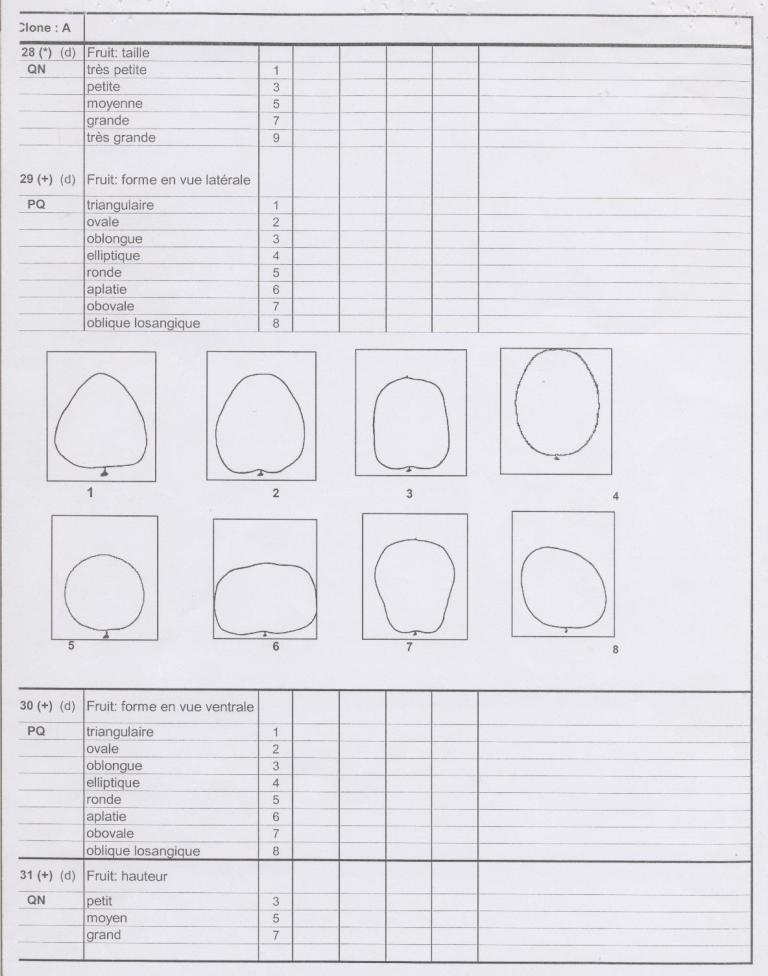 Clone : A
28 (*) (d) Fruit: taille
QN très petite 1
petite 3
moyenne 5
grande 7
très grande 9
29 (+) (d) Fruit: forme en vue latérale
PQ triangulaire 1
ovale 2
oblongue 3
elliptique 4
ronde 5
aplatie 6
obovale 7
oblique losangique 8
1 2 3 4
5 6 7 8
30 (+) (d) Fruit: forme en vue ventrale
PQ triangulaire 1
ovale 2
oblongue 3
elliptique 4
ronde 5
aplatie 6
obovale 7
oblique losangique 8
31 (+) (d) Fruit: hauteur
QN petit 3
moyen 5
grand 7